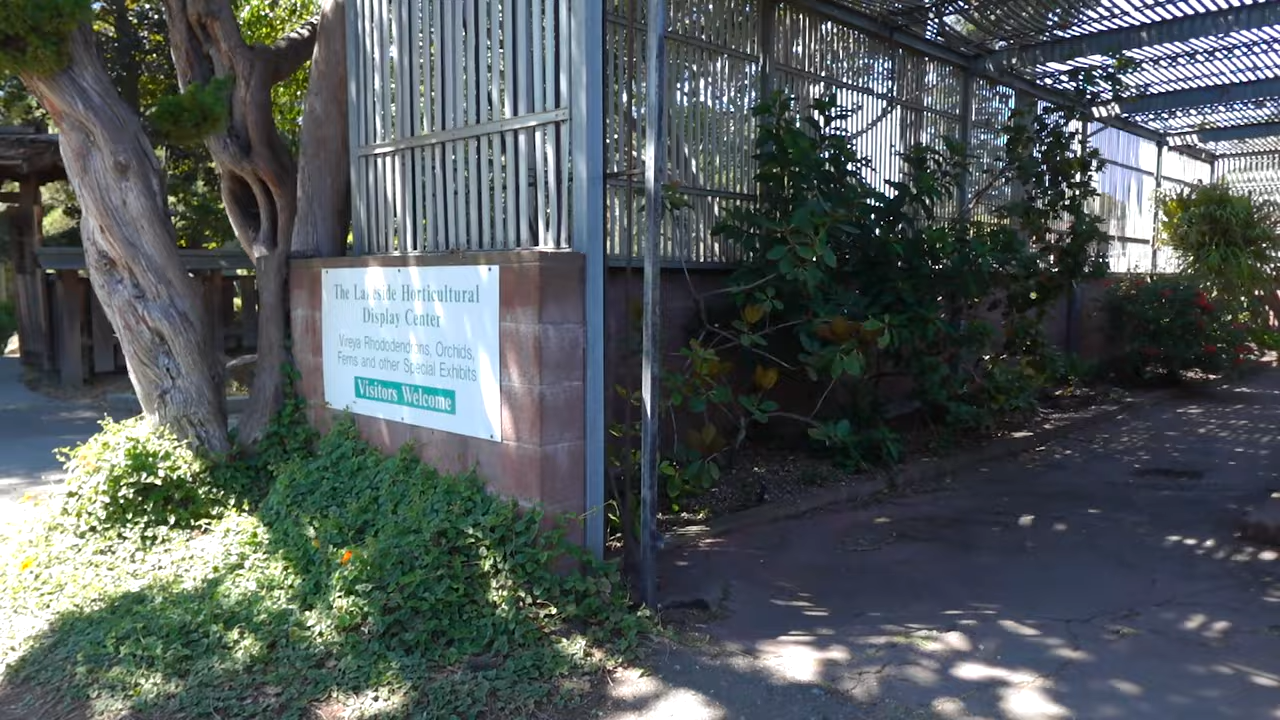 The Lakeside Horticultural
Display Center
Vireya Rhododendrons, Orchids,
Ferns and other Special Exhibits
Visitors Welcome